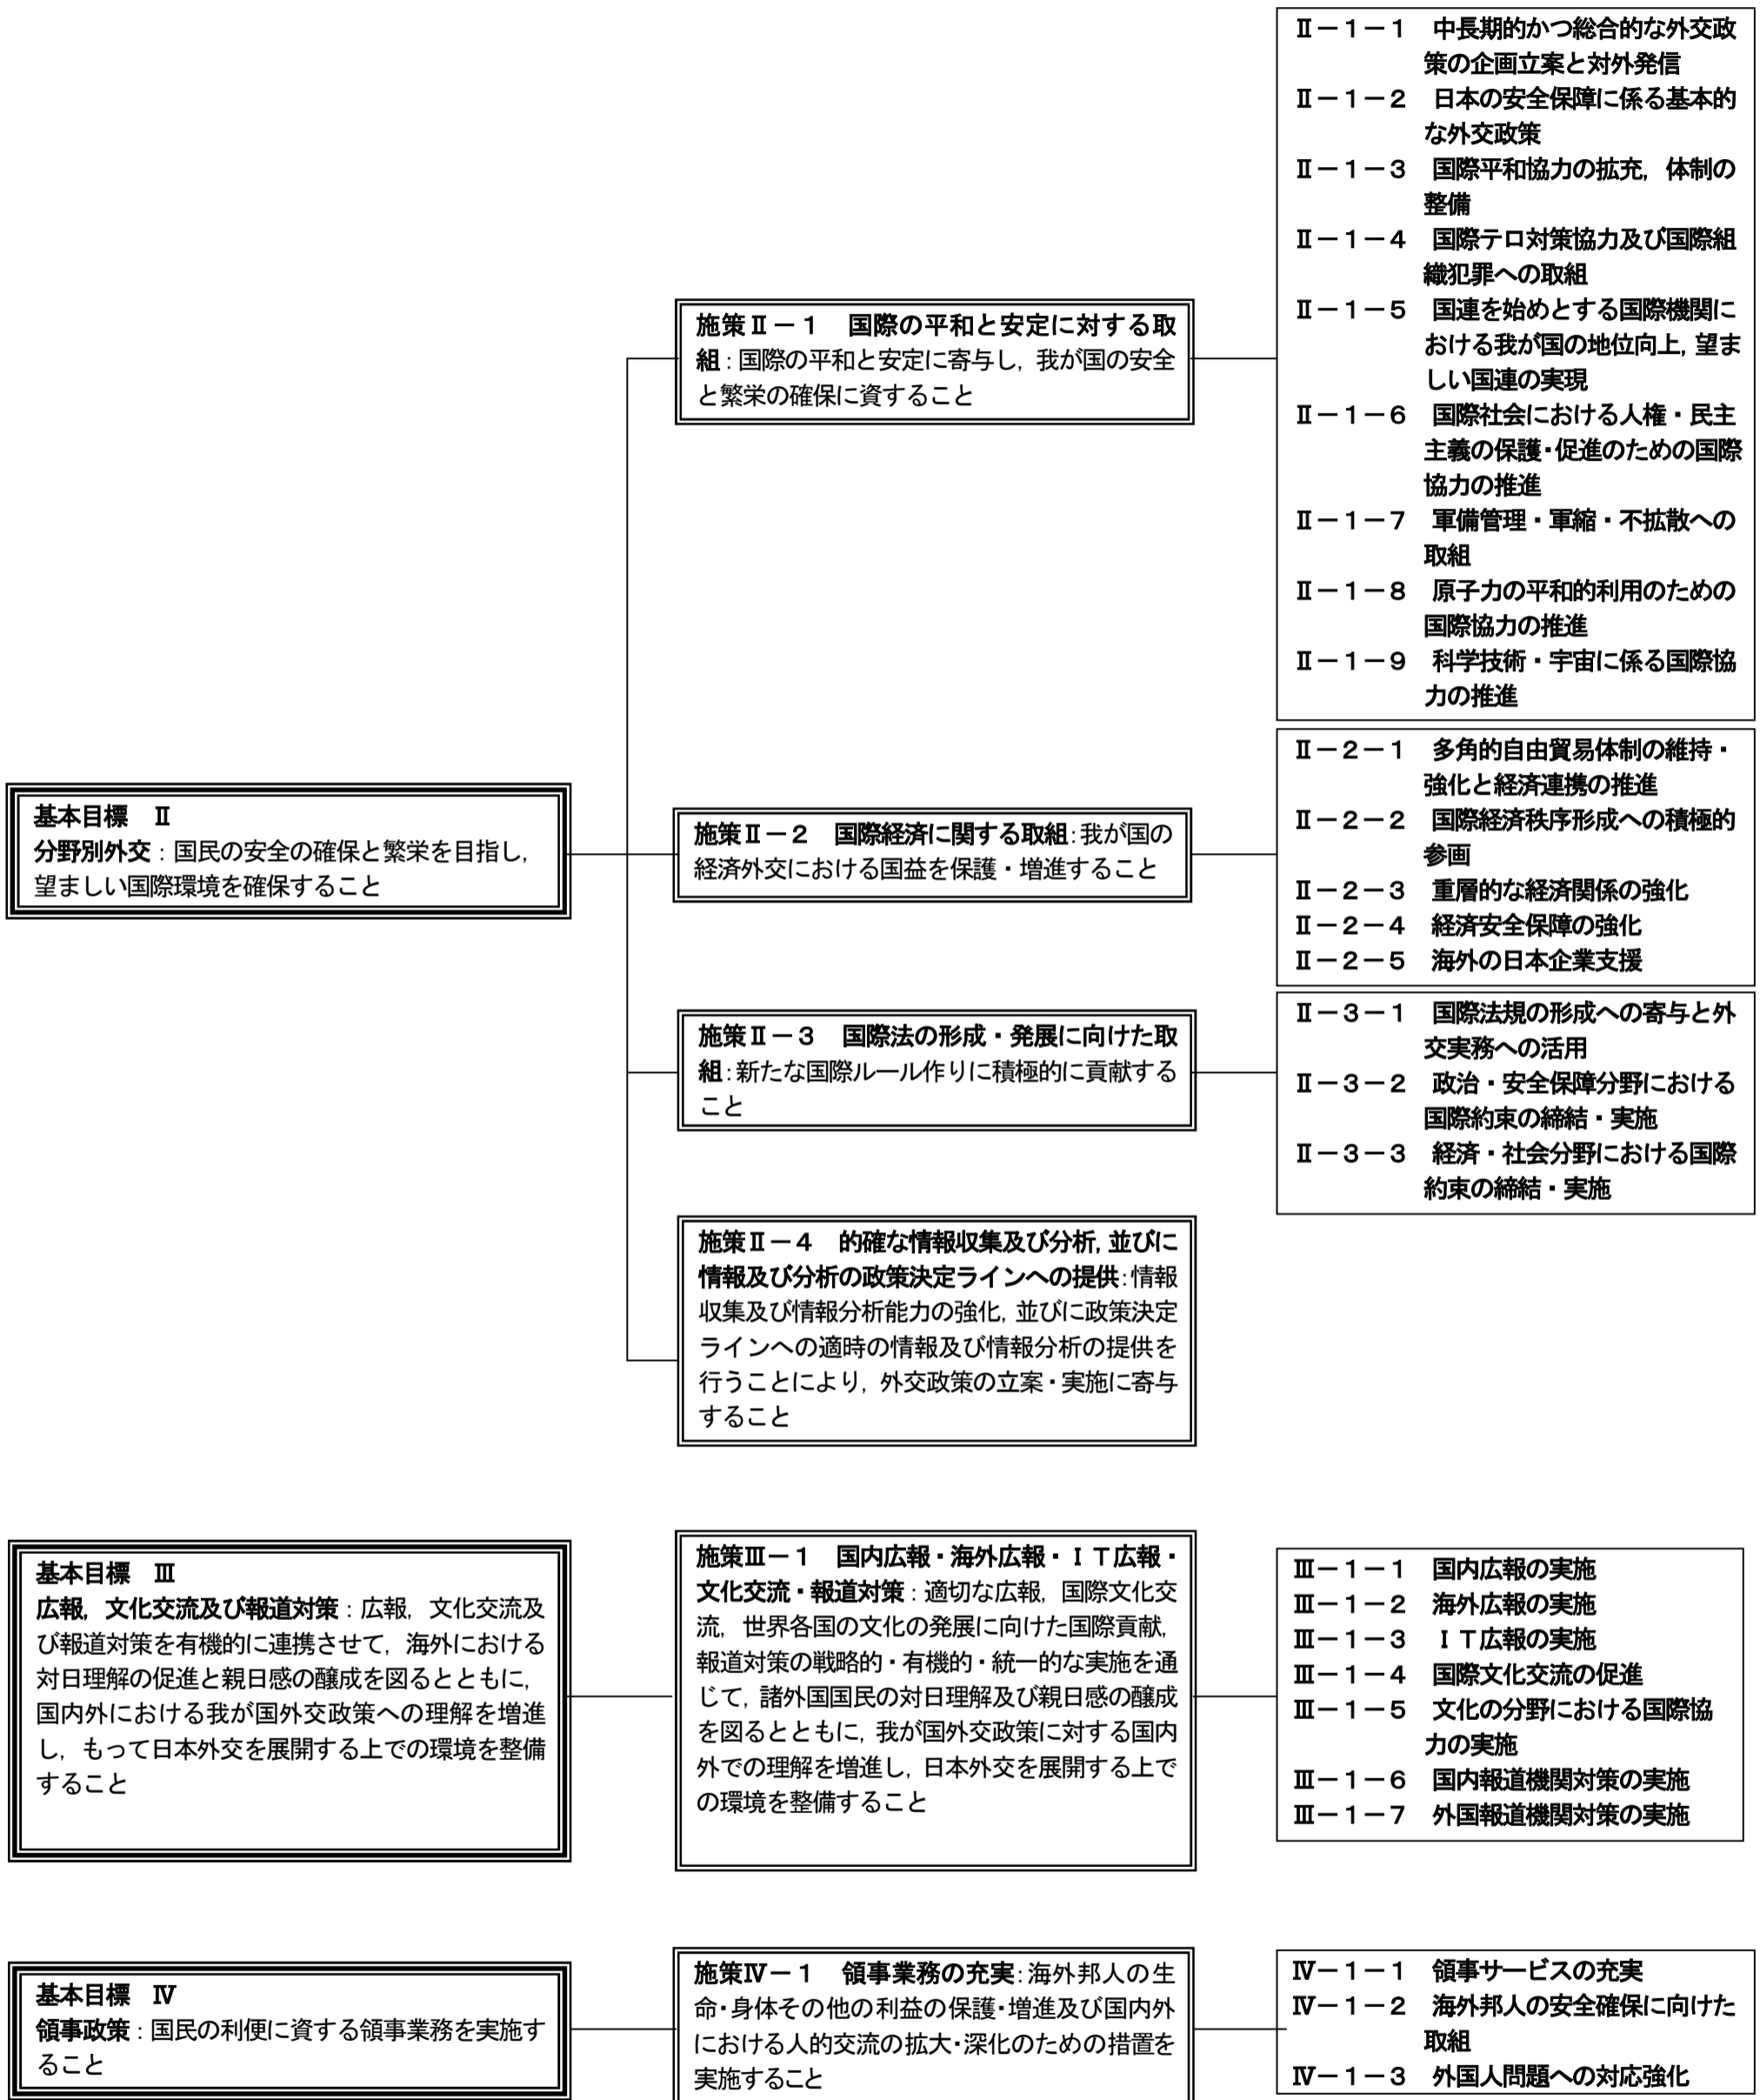 基本目標　Ⅱ
分野別外交：国民の安全の確保と繁栄を目指し,
望ましい国際環境を確保すること
施策Ⅱ－１　国際の平和と安定に対する取
組：国際の平和と安定に寄与し, 我が国の安全
と繁栄の確保に資すること
Ⅱ－１－１　中長期的かつ総合的な外交政
策の企画立案と対外発信
Ⅱ－１－２　日本の安全保障に係る基本的
な外交政策
Ⅱ－１－３　国際平和協力の拡充, 体制の
整備
Ⅱ－１－４　国際テロ対策協力及び国際組
織犯罪への取組
Ⅱ－１－５　国連を始めとする国際機関に
おける我が国の地位向上, 望ま
しい国連の実現
Ⅱ－１－６　国際社会における人権・民主
主義の保護・促進のための国際
協力の推進
Ⅱ－１－７　軍備管理・軍縮・不拡散への
取組
Ⅱ－１－８　原子力の平和的利用のための
国際協力の推進
Ⅱ－１－９　科学技術・宇宙に係る国際協
力の推進
施策Ⅱ－２　国際経済に関する取組：我が国の
経済外交における国益を保護・増進すること
Ⅱ－２－１　多角的自由貿易体制の維持・
強化と経済連携の推進
Ⅱ－２－２　国際経済秩序形成への積極的
参画
Ⅱ－２－３　重層的な経済関係の強化
Ⅱ－２－４　経済安全保障の強化
Ⅱ－２－５　海外の日本企業支援
施策Ⅱ－３　国際法の形成・発展に向けた取
組：新たな国際ルール作りに積極的に貢献する
こと
Ⅱ－３－１　国際法規の形成への寄与と外
交実務への活用
Ⅱ－３－２　政治・安全保障分野における
国際約束の締結・実施
Ⅱ－３－３　経済・社会分野における国際
約束の締結・実施
施策Ⅱ－４　的確な情報収集及び分析, 並びに
情報及び分析の政策決定ラインへの提供：情報
収集及び情報分析能力の強化, 並びに政策決定
ラインへの適時の情報及び情報分析の提供を
行うことにより, 外交政策の立案・実施に寄与
すること
基本目標　Ⅲ
広報, 文化交流及び報道対策：広報, 文化交流及
び報道対策を有機的に連携させて, 海外における
対日理解の促進と親日感の醸成を図るとともに,
国内外における我が国外交政策への理解を増進
し, もって日本外交を展開する上での環境を整備
すること
施策Ⅲ－１　国内広報・海外広報・ＩＴ広報・
文化交流・報道対策：適切な広報, 国際文化交
流, 世界各国の文化の発展に向けた国際貢献,
報道対策の戦略的・有機的・統一的な実施を通
じて, 諸外国国民の対日理解及び親日感の醸成
を図るとともに, 我が国外交政策に対する国内
外での理解を増進し, 日本外交を展開する上で
の環境を整備すること
Ⅲ－１－１　国内広報の実施
Ⅲ－１－２　海外広報の実施
Ⅲ－１－３　ＩＴ広報の実施
Ⅲ－１－４　国際文化交流の促進
Ⅲ－１－５　文化の分野における国際協
力の実施
Ⅲ－１－６　国内報道機関対策の実施
Ⅲ－１－７　外国報道機関対策の実施
基本目標　Ⅳ
領事政策：国民の利便に資する領事業務を実施す
ること
施策Ⅳ－１　領事業務の充実：海外邦人の生
命・身体その他の利益の保護・増進及び国内外
における人的交流の拡大・深化のための措置を
実施すること
Ⅳ－１－１　領事サービスの充実
Ⅳ－１－２　海外邦人の安全確保に向けた
取組
Ⅳ－１－３　外国人問題への対応強化